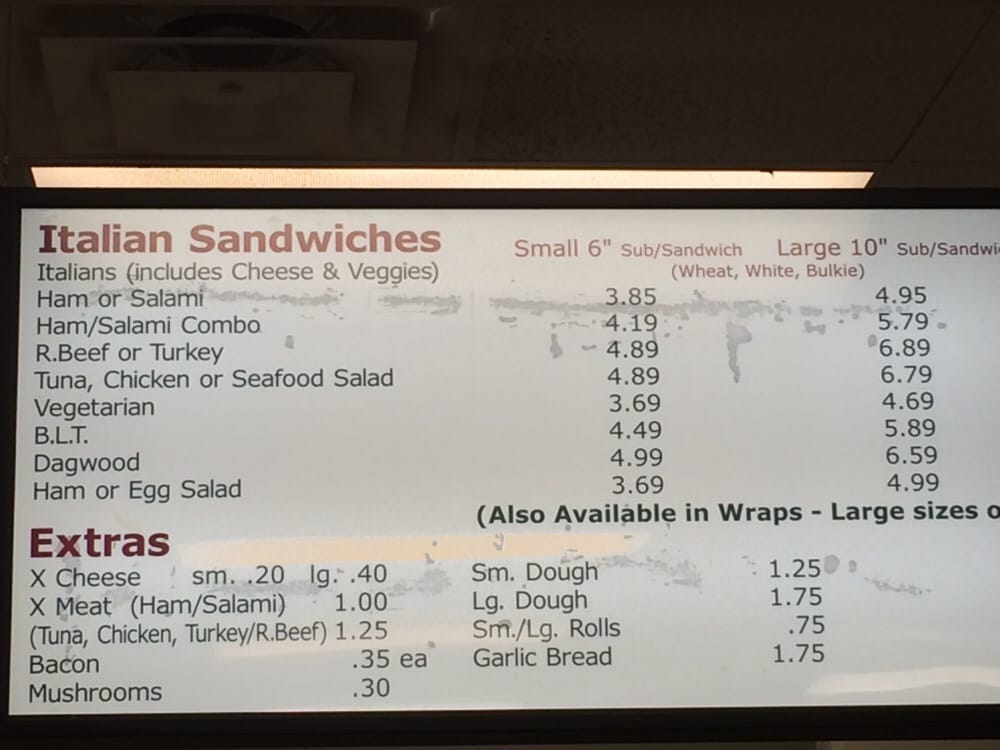 Italian Sandwiches Small 6" Sub/Sandwich Large 10"
Italians (includes Cheese & Veggies) (Wheat, White, Bulkie)
Ham or Salami 3.85 4.95
Ham/Salami Combo 4.19 5.79
R.Beef or Turkey 4.89 6.89
Tuna, Chicken or Seafood Salad 4.89 6.79
Vegetarian 3.69 4.69
B.L.T. 4.49 5.89
Dagwood 4.99 6.59
Ham or Egg Salad 3.69 4.99
(Also Available in Wraps - Large sizes
Extras
X Cheese sm. .20 lg. .40 Sm. Dough 1.25
X Meat (Ham/Salami) 1.00 Lg. Dough 1.75
(Tuna, Chicken, Turkey/R.Beef) 1.25 Sm./Lg. Rolls .75
Bacon .35 ea Garlic Bread 1.75
Mushrooms .30